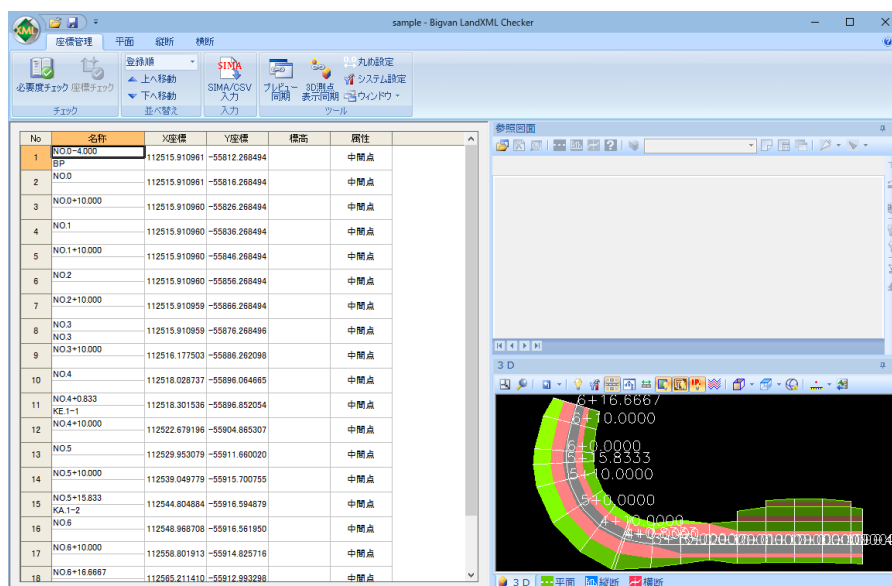 XML
sample - Bigvan LandXML Checker
座標管理 平面 縦断 横断
必要度チェック 座標チェック
チェック
登録順
上へ移動
下へ移動
並べ替え
SIMA
SIMA/CSV
入力
入力
プレビュー
同期
3D測点
表示同期
丸め設定
システム設定
ウィンドウ
ツール
No 名称 X座標 Y座標 標高 属性
1 NO.0-4.000 112515.910961 -55812.268494 中間点
BP
2 NO.0 112515.910961 -55816.268494 中間点
3 NO.0+10.000 112515.910960 -55826.268494 中間点
4 NO.1 112515.910960 -55836.268494 中間点
5 NO.1+10.000 112515.910960 -55846.268494 中間点
6 NO.2 112515.910960 -55856.268494 中間点
7 NO.2+10.000 112515.910959 -55866.268494 中間点
8 NO.3 112515.910959 -55876.268496 中間点
NO.3
9 NO.3+10.000 112516.177503 -55886.262098 中間点
10 NO.4 112518.028737 -55896.064665 中間点
11 NO.4+0.833 112518.301536 -55896.852054 中間点
KE.1-1
12 NO.4+10.000 112522.679196 -55904.865307 中間点
13 NO.5 112529.953079 -55911.660020 中間点
14 NO.5+10.000 112539.049779 -55915.700755 中間点
15 NO.5+15.833 112544.804884 -55916.594879 中間点
KA.1-2
16 NO.6 112548.968708 -55916.561950 中間点
17 NO.6+10.000 112558.801913 -55914.825716 中間点
18 NO.6+16.6667 112565.211410 -55912.993298 中間点
参照図面
3 D
6+16.6667
6+10.0000
6+0.0000
5+15.8333
5+10.0000
5+0.0000
4+10.0000
3 D 平面 縦断 横断